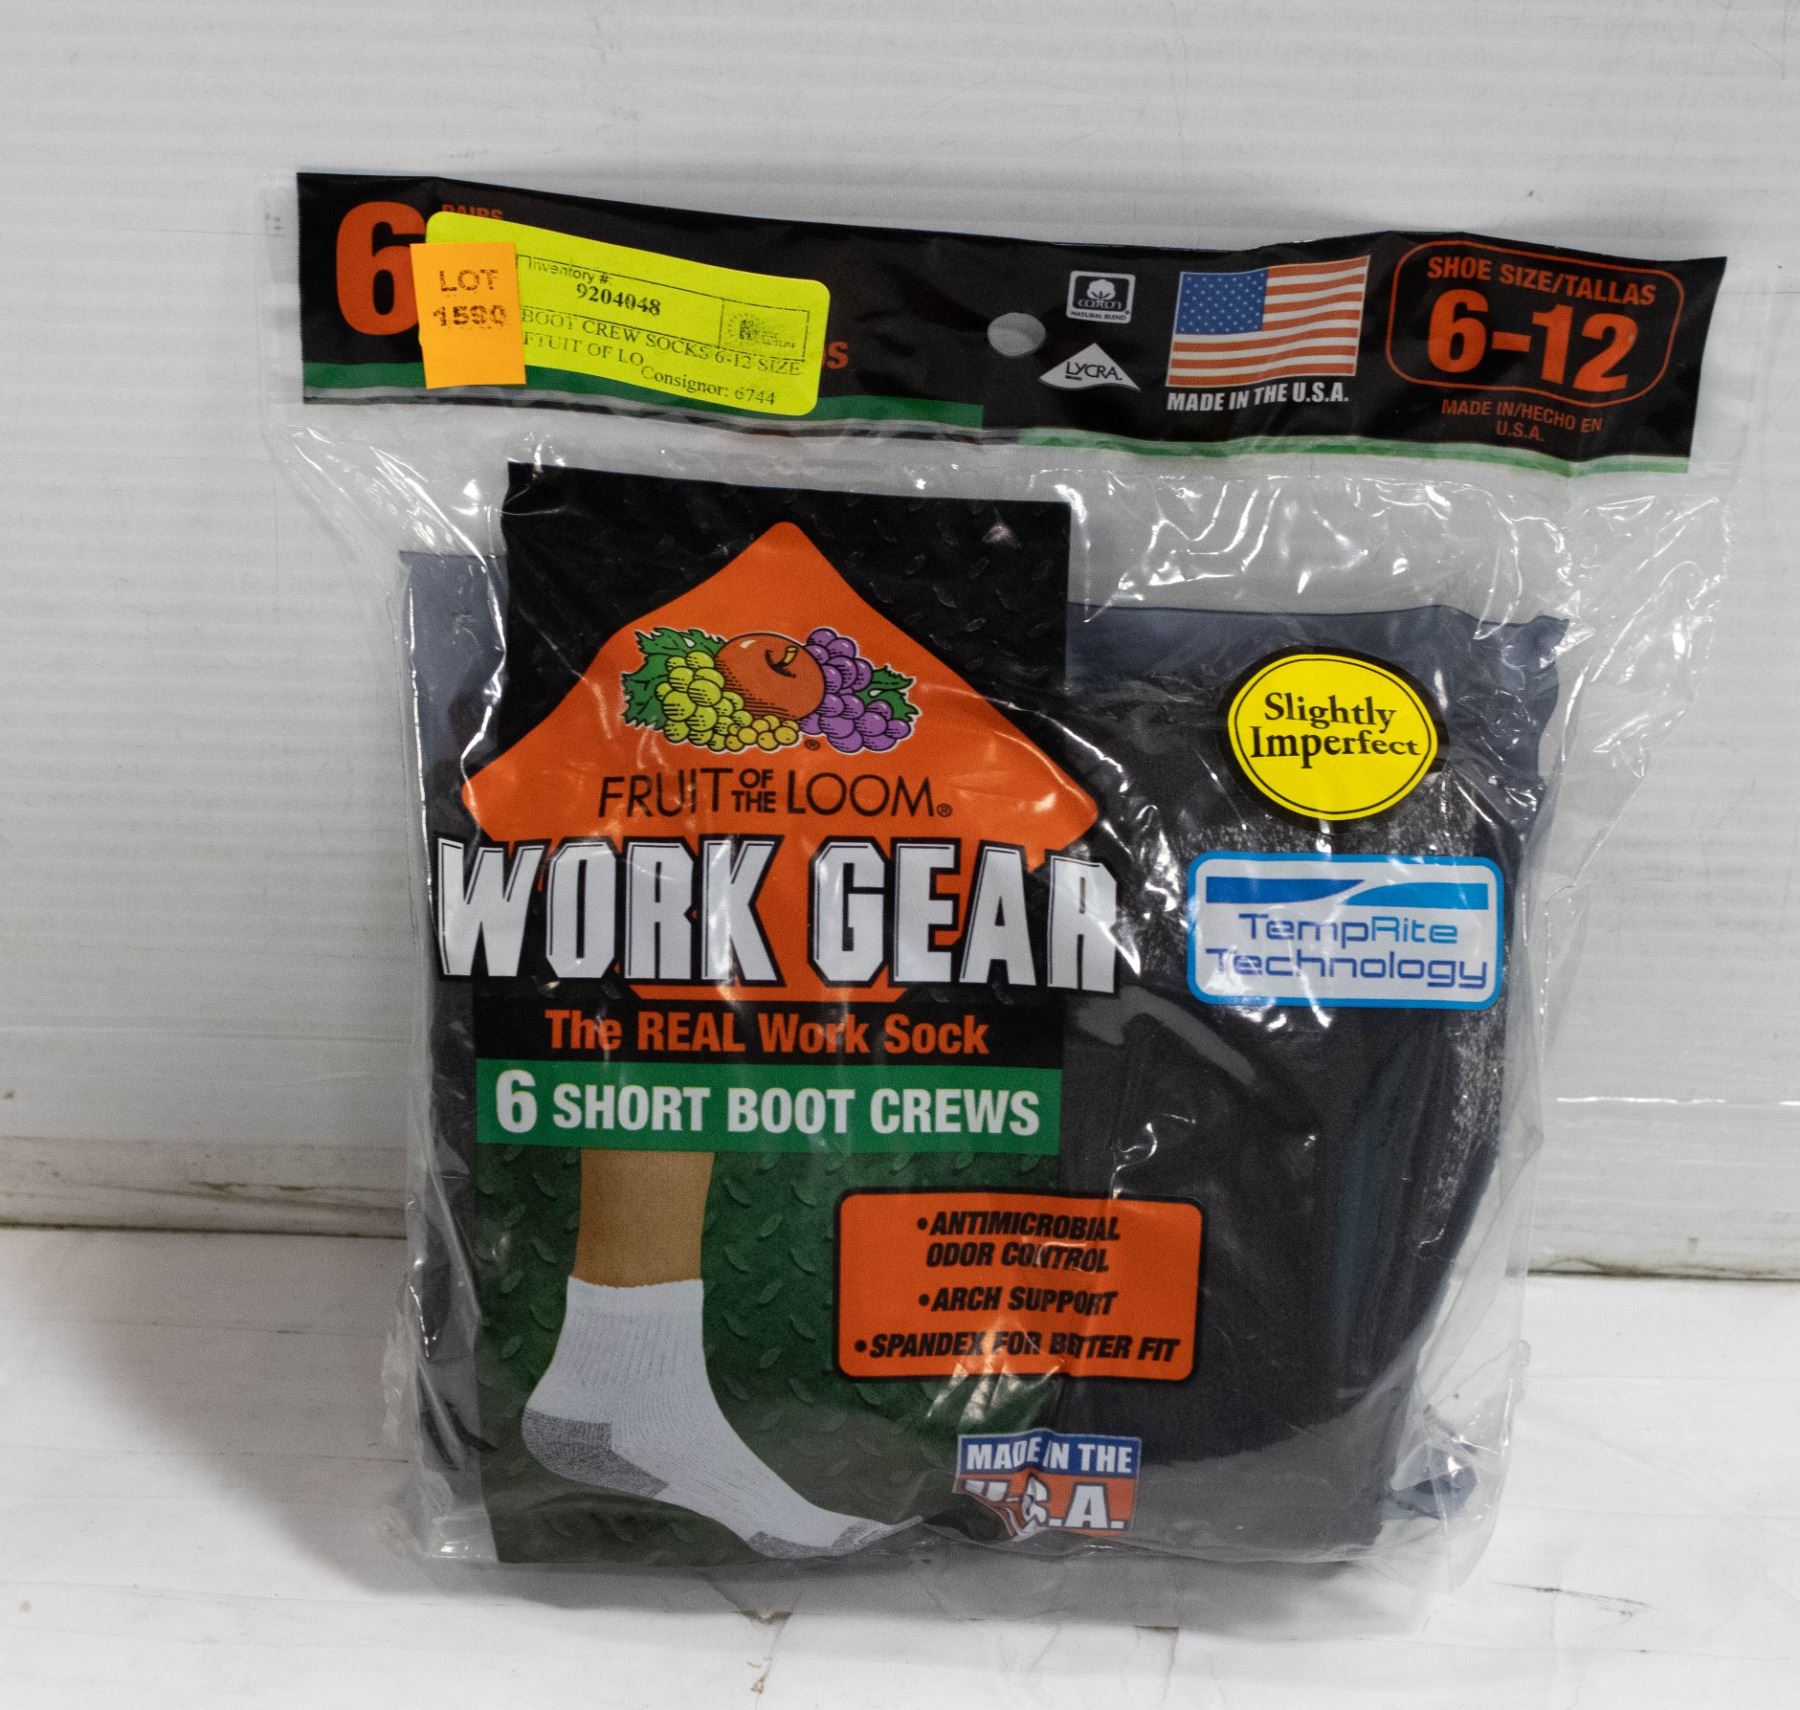 6 PAIRS
LOT
Inventory #:
9204048
BOOT CREW SOCKS 6-12 SIZE
FTUIT OF LO
Consignor: 6744
S
COTTON
NATURAL BLEND
LYCRA
MADE IN THE U.S.A.
SHOE SIZE/TALLAS
6-12
MADE IN/HECHO EN
U.S.A.
FRUIT OF THE LOOM®
WORK GEAR
The REAL Work Sock
6 SHORT BOOT CREWS
Slightly
Imperfect
TempRite
Technology
•ANTIMICROBIAL
ODOR CONTROL
•ARCH SUPPORT
•SPANDEX FOR BETTER FIT
MADE IN THE
U.S.A.